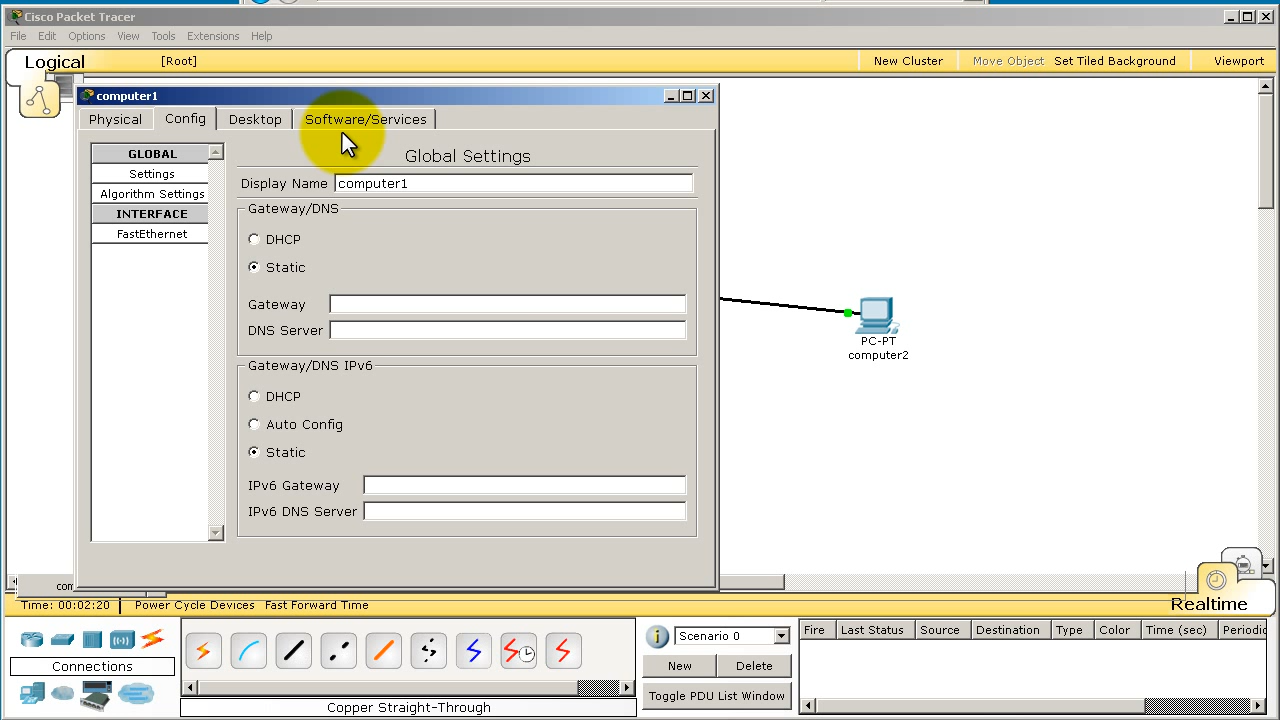 Cisco Packet Tracer
File Edit Options View Tools Extensions Help
Logical [Root] New Cluster Move Object Set Tiled Background Viewport
computer1
Physical Config Desktop Software/Services
GLOBAL
Settings
Algorithm Settings
INTERFACE
FastEthernet
Global Settings
Display Name computer1
Gateway/DNS
DHCP
Static
Gateway
DNS Server
Gateway/DNS IPv6
DHCP
Auto Config
Static
IPv6 Gateway
IPv6 DNS Server
PC-PT
computer2
com
Time: 00:02:20 Power Cycle Devices Fast Forward Time Realtime
Connections
Copper Straight-Through
Scenario 0
New Delete
Toggle PDU List Window
Fire Last Status Source Destination Type Color Time (sec) Periodic